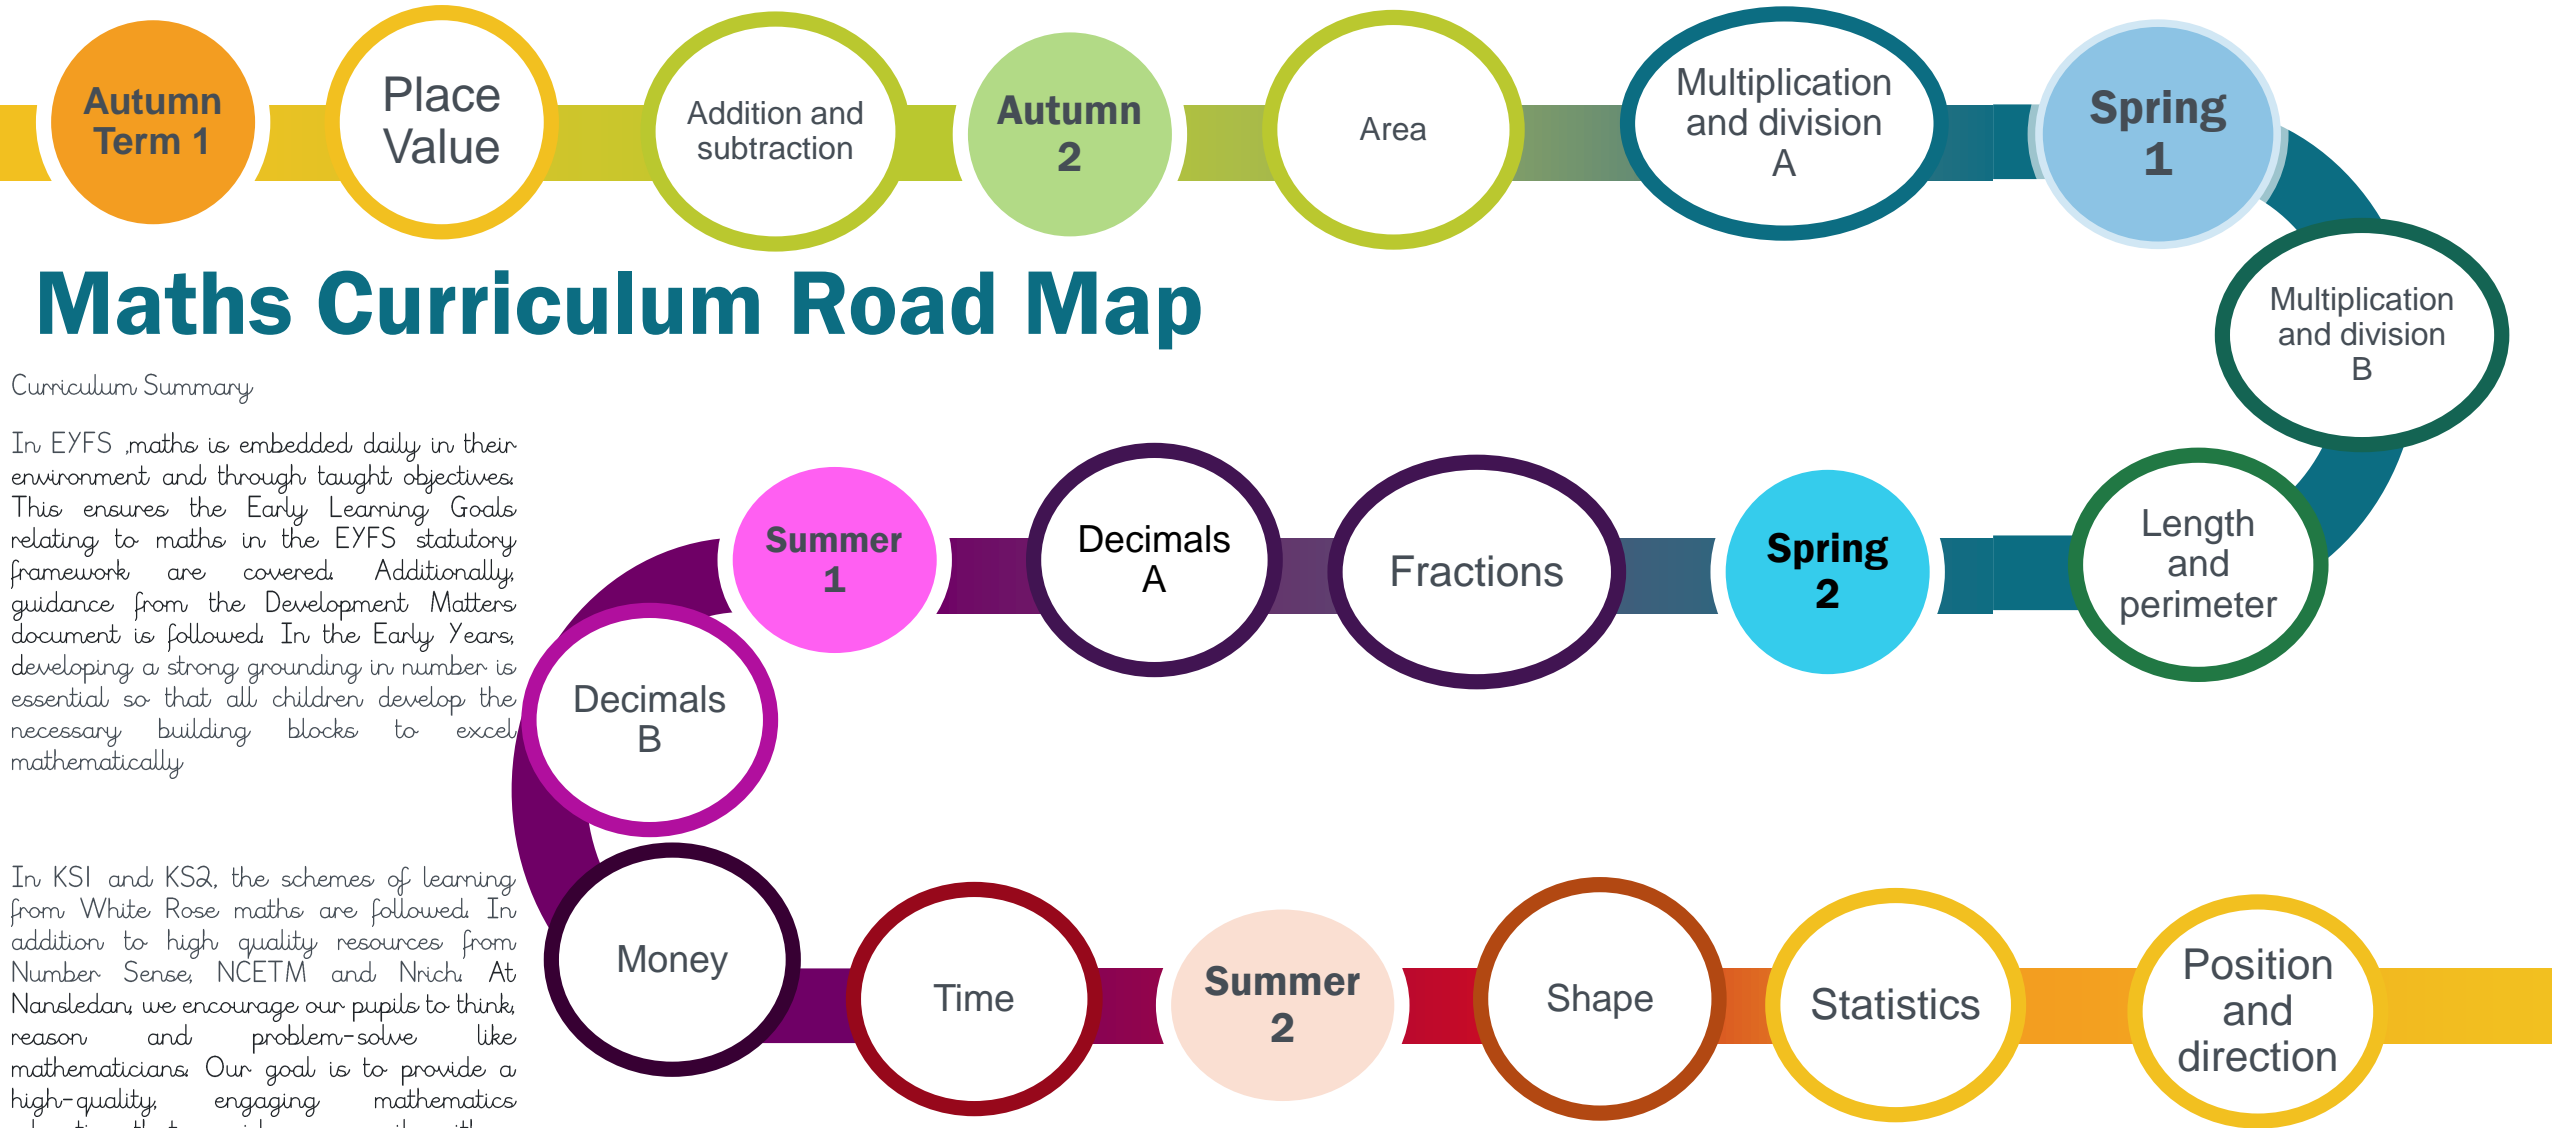 Autumn
Term 1
Place
Value
Addition and
subtraction
Autumn
2
Area
Multiplication
and division
A
Spring
1
Multiplication
and division
B
Length
and
perimeter
Spring
2
Fractions
Decimals
A
Summer
1
Decimals
B
Money
Time
Summer
2
Shape
Statistics
Position
and
direction
Maths Curriculum Road Map
Curriculum Summary
In EYFS ,maths is embedded daily in their
environment and through taught objectives.
This ensures the Early Learning Goals
relating to maths in the EYFS statutory
framework are covered. Additionally,
guidance from the Development Matters
document is followed. In the Early Years,
developing a strong grounding in number is
essential so that all children develop the
necessary building blocks to excel
mathematically
In KS1 and KS2, the schemes of learning
from White Rose maths are followed. In
addition to high quality resources from
Number Sense, NCETM and Nrich. At
Nansledan, we encourage our pupils to think,
reason and problem-solve like
mathematicians. Our goal is to provide a
high-quality, engaging mathematics